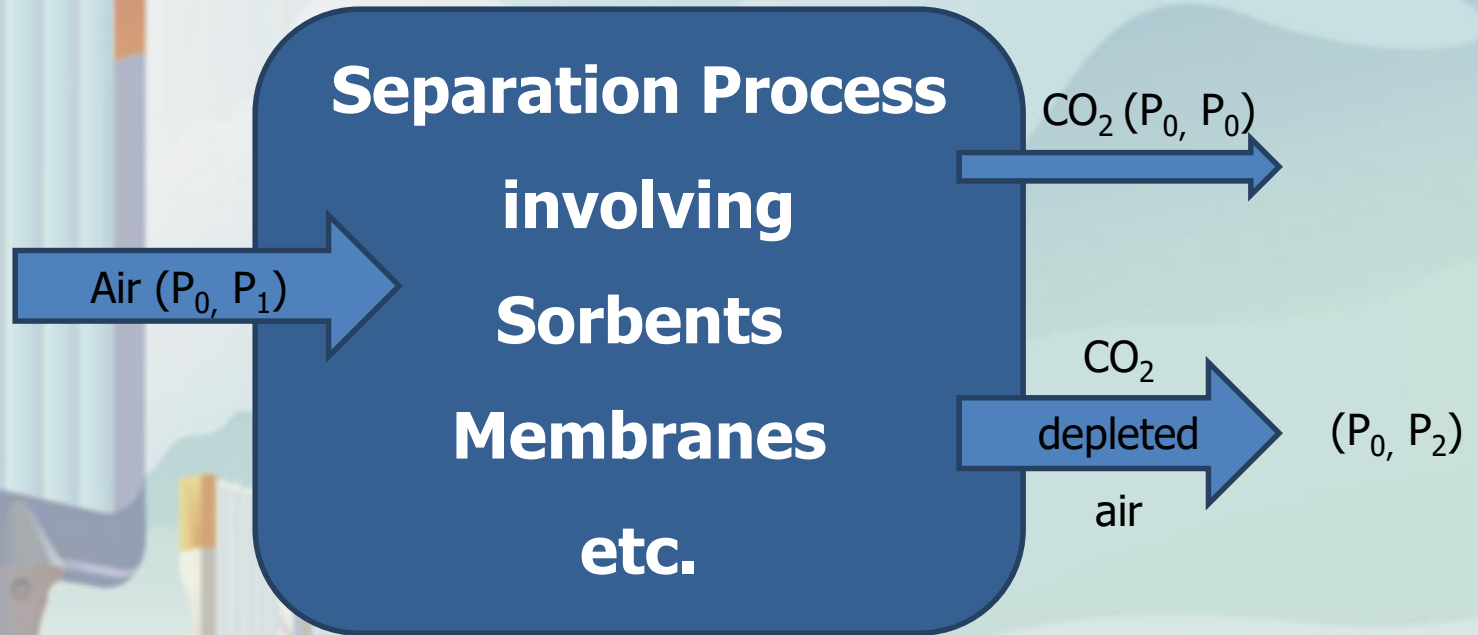 Separation Process
involving
Sorbents
Membranes
etc.
Air (P₀, P₁)
CO₂ (P₀, P₀)
CO₂
depleted
air
(P₀, P₂)